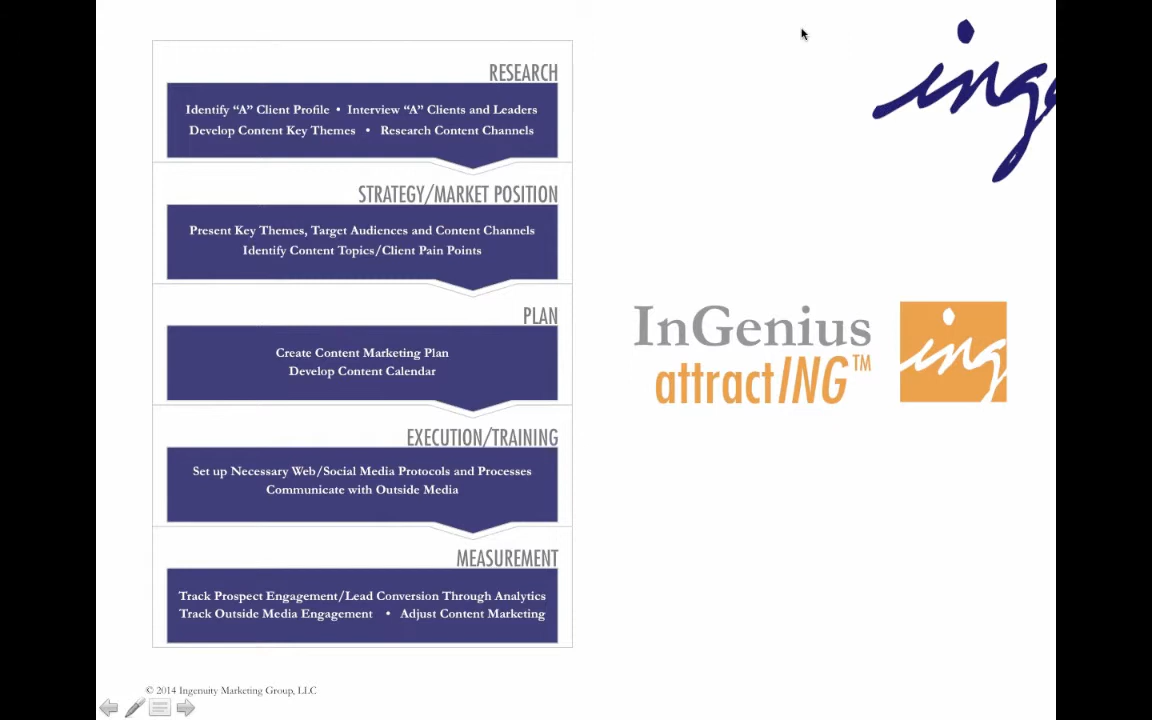 RESEARCH
Identify “A” Client Profile • Interview “A” Clients and Leaders
Develop Content Key Themes • Research Content Channels
STRATEGY/MARKET POSITION
Present Key Themes, Target Audiences and Content Channels
Identify Content Topics/Client Pain Points
PLAN
Create Content Marketing Plan
Develop Content Calendar
EXECUTION/TRAINING
Set up Necessary Web/Social Media Protocols and Processes
Communicate with Outside Media
MEASUREMENT
Track Prospect Engagement/Lead Conversion Through Analytics
Track Outside Media Engagement • Adjust Content Marketing
© 2014 Ingenuity Marketing Group, LLC
ing
InGenius
attractING™
ing